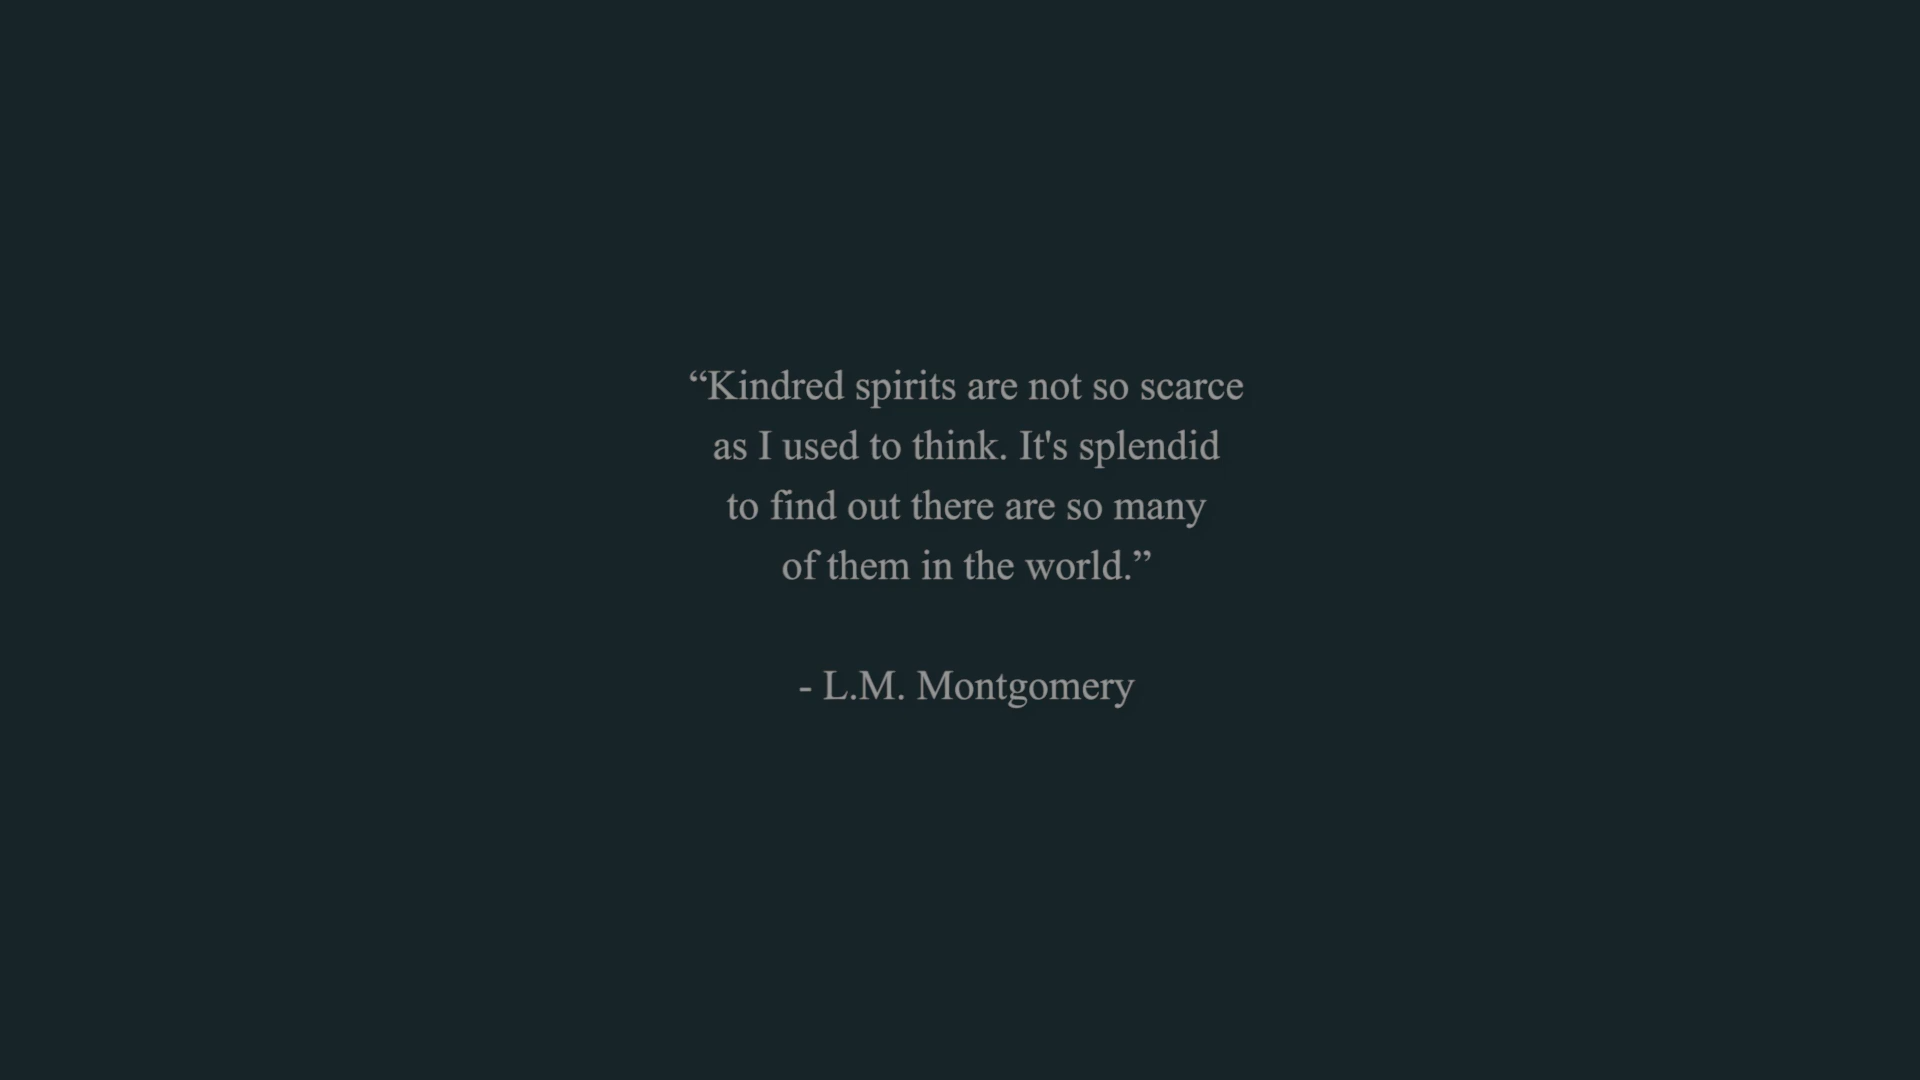 “Kindred spirits are not so scarce
as I used to think. It's splendid
to find out there are so many
of them in the world.”
- L.M. Montgomery